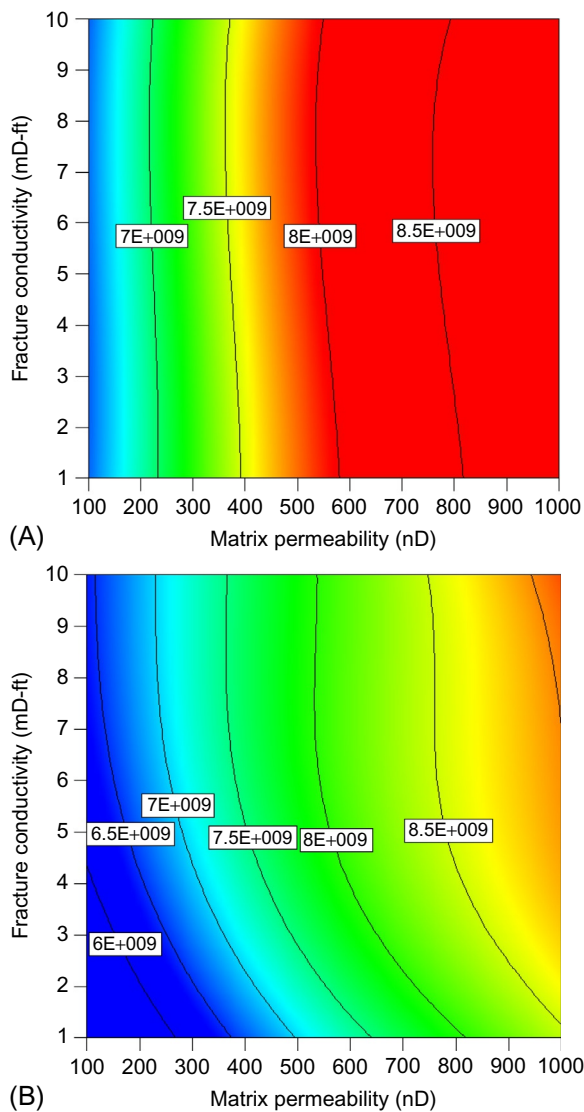 10
9
8
7
6
5
4
3
2
1
Fracture conductivity (mD-ft)
7E+009
7.5E+009
8E+009
8.5E+009
100 200 300 400 500 600 700 800 900 1000
Matrix permeability (nD)
(A)
10
9
8
7
6
5
4
3
2
1
Fracture conductivity (mD-ft)
6E+009
6.5E+009
7E+009
7.5E+009
8E+009
8.5E+009
100 200 300 400 500 600 700 800 900 1000
Matrix permeability (nD)
(B)